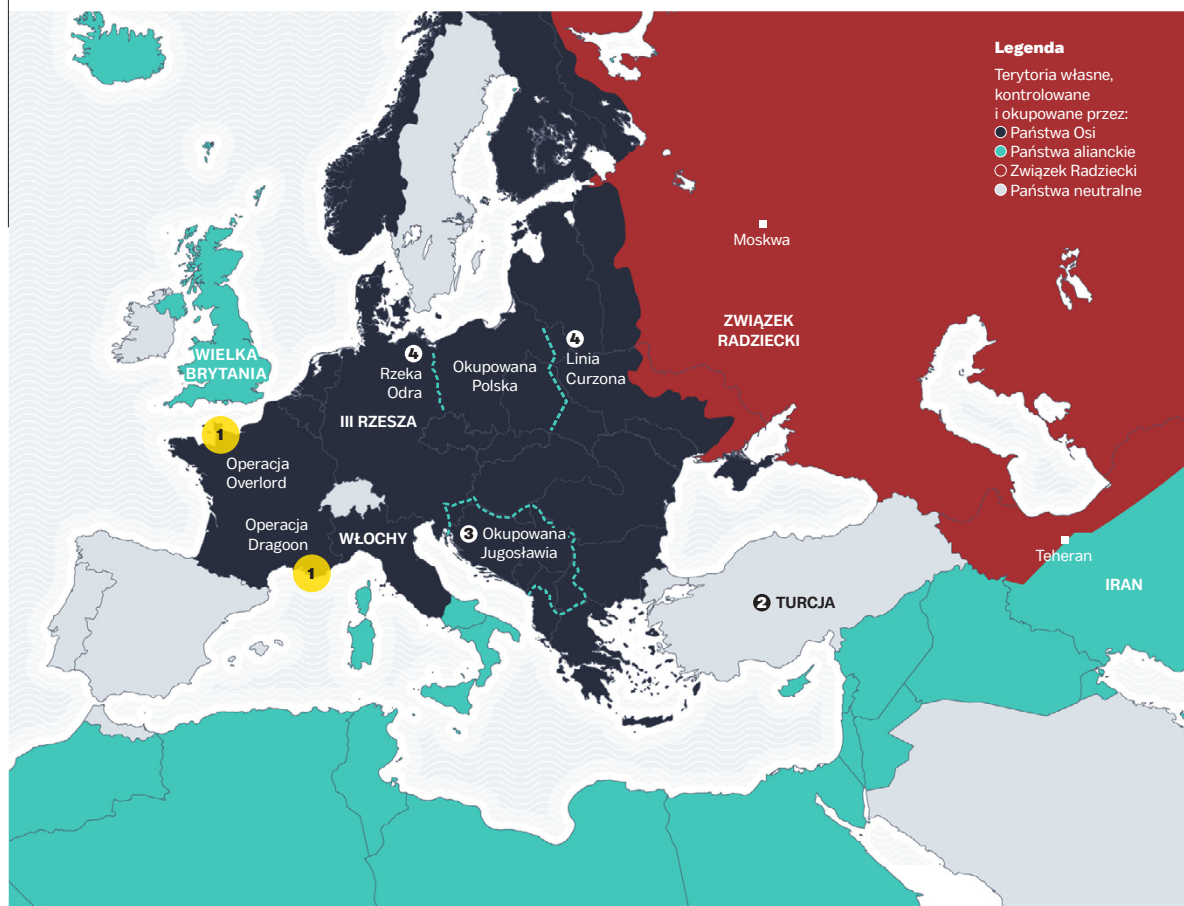 Legenda
Terytoria własne,
kontrolowane
i okupowane przez:
Państwa Osi
Państwa alianckie
Związek Radziecki
Państwa neutralne
Moskwa
ZWIĄZEK
RADZIECKI
WIELKA
BRYTANIA
4
Rzeka
Odra
Okupowana
Polska
4
Linia
Curzona
III RZESZA
1
Operacja
Overlord
Operacja
Dragoon
1
WŁOCHY
3 Okupowana
Jugosławia
2 TURCJA
Teheran
IRAN